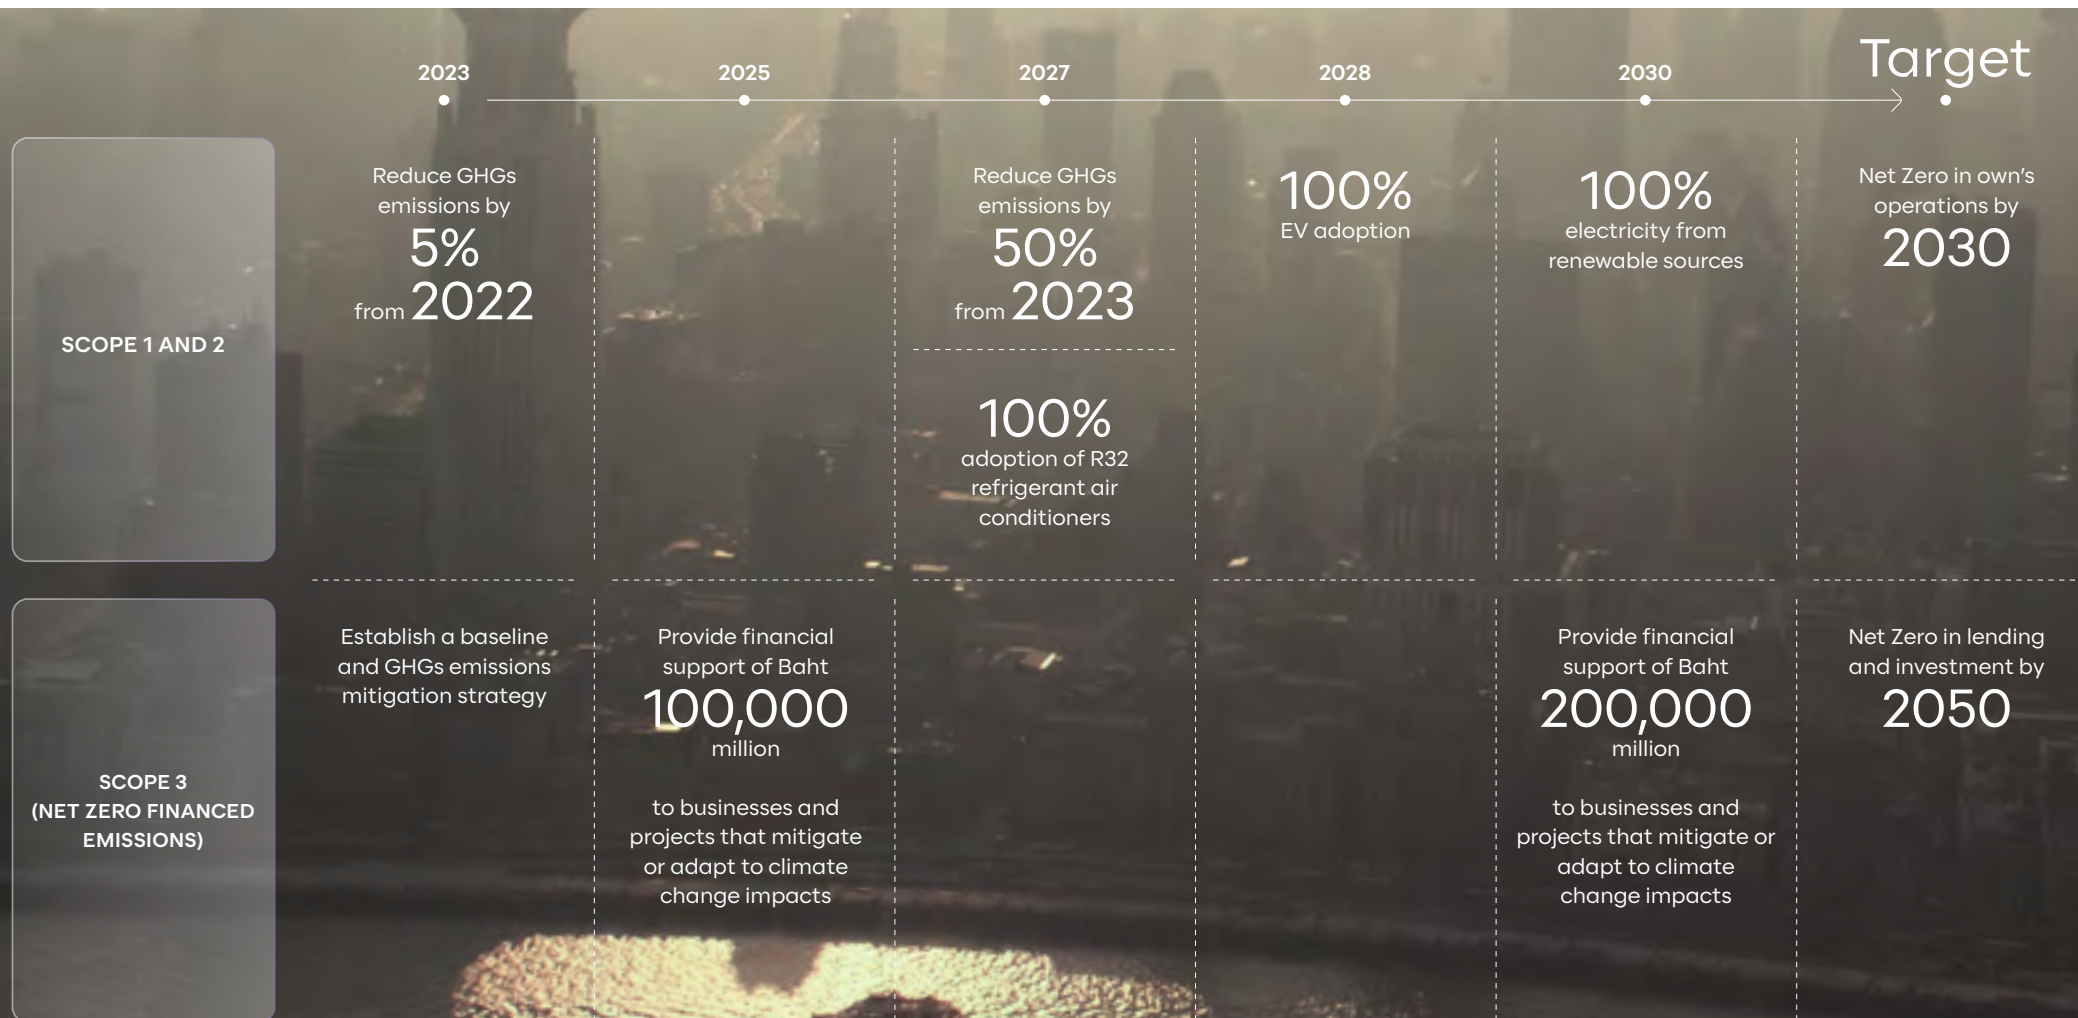 2023
2025
2027
2028
2030
Target
SCOPE 1 AND 2
Reduce GHGs
emissions by
5%
from 2022
Reduce GHGs
emissions by
50%
from 2023
100%
adoption of R32
refrigerant air
conditioners
100%
EV adoption
100%
electricity from
renewable sources
Net Zero in own's
operations by
2030
SCOPE 3
(NET ZERO FINANCED
EMISSIONS)
Establish a baseline
and GHGs emissions
mitigation strategy
Provide financial
support of Baht
100,000
million
to businesses and
projects that mitigate
or adapt to climate
change impacts
Provide financial
support of Baht
200,000
million
to businesses and
projects that mitigate or
adapt to climate
change impacts
Net Zero in lending
and investment by
2050